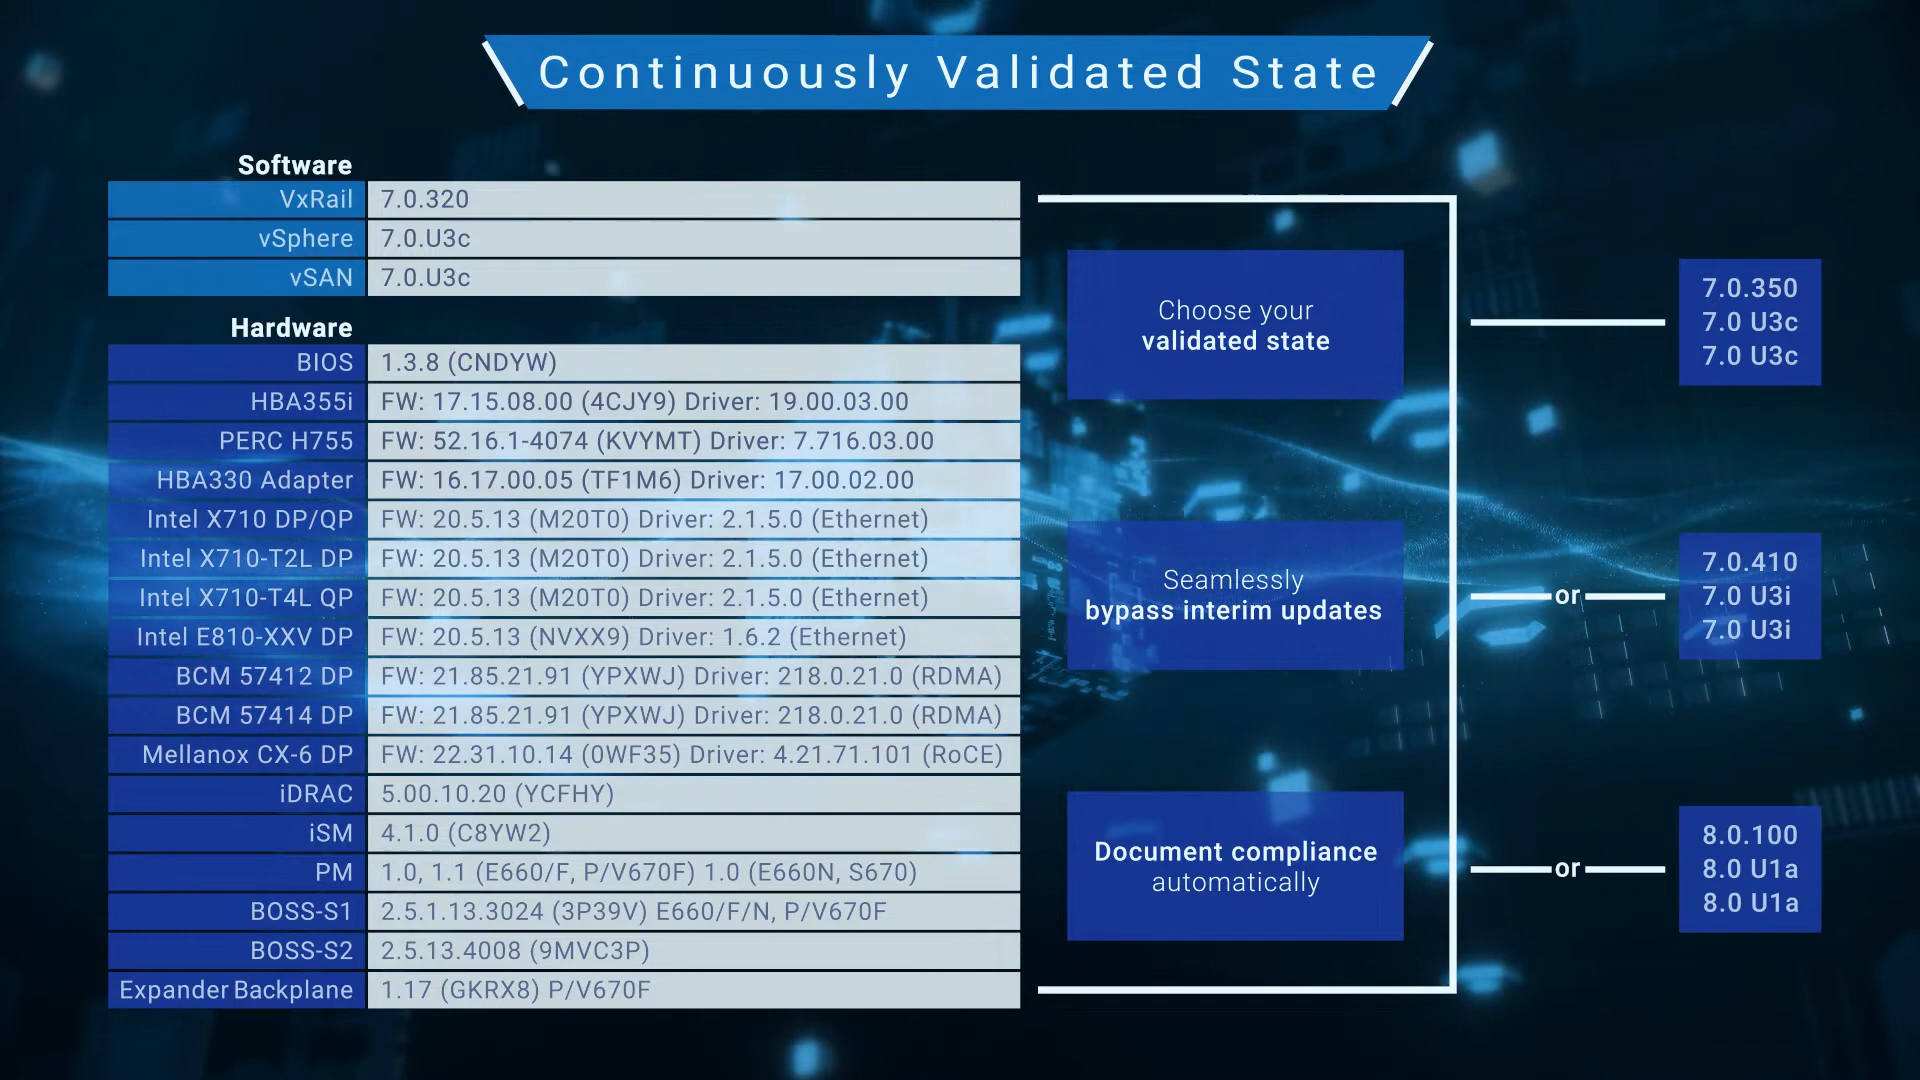 Continuously Validated State
Software
VxRail 7.0.320
vSphere 7.0.U3c
vSAN 7.0.U3c
Hardware
BIOS 1.3.8 (CNDYW)
HBA355i FW: 17.15.08.00 (4CJY9) Driver: 19.00.03.00
PERC H755 FW: 52.16.1-4074 (KVYMT) Driver: 7.716.03.00
HBA330 Adapter FW: 16.17.00.05 (TF1M6) Driver: 17.00.02.00
Intel X710 DP/QP FW: 20.5.13 (M20T0) Driver: 2.1.5.0 (Ethernet)
Intel X710-T2L DP FW: 20.5.13 (M20T0) Driver: 2.1.5.0 (Ethernet)
Intel X710-T4L QP FW: 20.5.13 (M20T0) Driver: 2.1.5.0 (Ethernet)
Intel E810-XXV DP FW: 20.5.13 (NVXX9) Driver: 1.6.2 (Ethernet)
BCM 57412 DP FW: 21.85.21.91 (YPXWJ) Driver: 218.0.21.0 (RDMA)
BCM 57414 DP FW: 21.85.21.91 (YPXWJ) Driver: 218.0.21.0 (RDMA)
Mellanox CX-6 DP FW: 22.31.10.14 (0WF35) Driver: 4.21.71.101 (RoCE)
iDRAC 5.00.10.20 (YCFHY)
iSM 4.1.0 (C8YW2)
PM 1.0, 1.1 (E660/F, P/V670F) 1.0 (E660N, S670)
BOSS-S1 2.5.1.13.3024 (3P39V) E660/F/N, P/V670F
BOSS-S2 2.5.13.4008 (9MVC3P)
Expander Backplane 1.17 (GKRX8) P/V670F
Choose your
validated state
Seamlessly
bypass interim updates
Document compliance
automatically
7.0.350
7.0 U3c
7.0 U3c
or
7.0.410
7.0 U3i
7.0 U3i
or
8.0.100
8.0 U1a
8.0 U1a